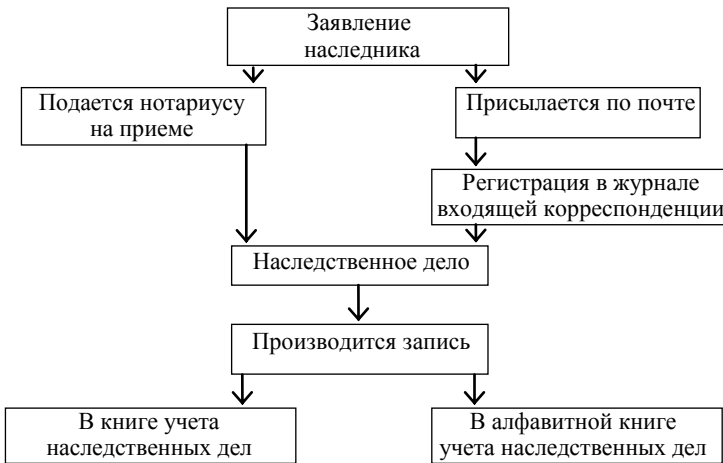 Заявление
наследника
Подается нотариусу
на приеме
Присылается по почте
Регистрация в журнале
входящей корреспонденции
Наследственное дело
Производится запись
В книге учета
наследственных дел
В алфавитной книге
учета наследственных дел